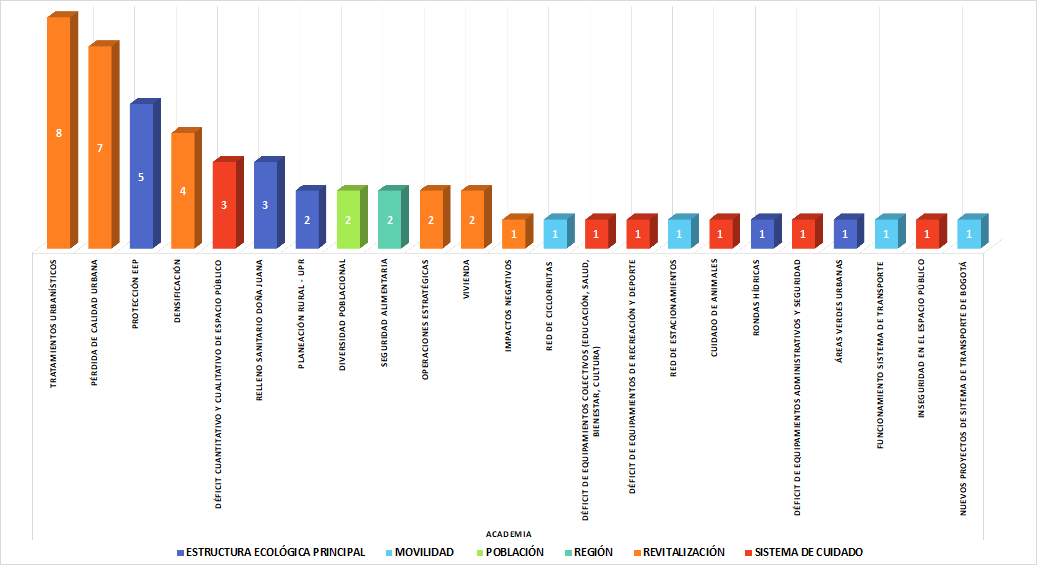 8
7
5
4
3
3
2
2
2
2
2
1
1
1
1
1
1
1
1
1
1
1
1
TRATAMIENTOS URBANÍSTICOS
PÉRDIDA DE CALIDAD URBANA
PROTECCIÓN EEP
DENSIFICACIÓN
DÉFICIT CUANTITATIVO Y CUALITATIVO DE ESPACIO PÚBLICO
RELLENO SANITARIO DOÑA JUANA
PLANEACIÓN RURAL - UPR
DIVERSIDAD POBLACIONAL
SEGURIDAD ALIMENTARIA
OPERACIONES ESTRATÉGICAS
VIVIENDA
IMPACTOS NEGATIVOS
RED DE CICLORRUTAS
DÉFICIT DE EQUIPAMIENTOS COLECTIVOS (EDUCACIÓN, SALUD,
BIENESTAR, CULTURA)
DÉFICIT DE EQUIPAMIENTOS DE RECREACIÓN Y DEPORTE
RED DE ESTACIONAMIENTOS
CUIDADO DE ANIMALES
RONDAS HÍDRICAS
DÉFICIT DE EQUIPAMIENTOS ADMINISTRATIVOS Y SEGURIDAD
ÁREAS VERDES URBANAS
FUNCIONAMIENTO SISTEMA DE TRANSPORTE
INSEGURIDAD EN EL ESPACIO PÚBLICO
NUEVOS PROYECTOS DE SITEMA DE TRANSPORTE DE BOGOTÁ
ACADEMIA
ESTRUCTURA ECOLÓGICA PRINCIPAL MOVILIDAD POBLACIÓN REGIÓN REVITALIZACIÓN SISTEMA DE CUIDADO